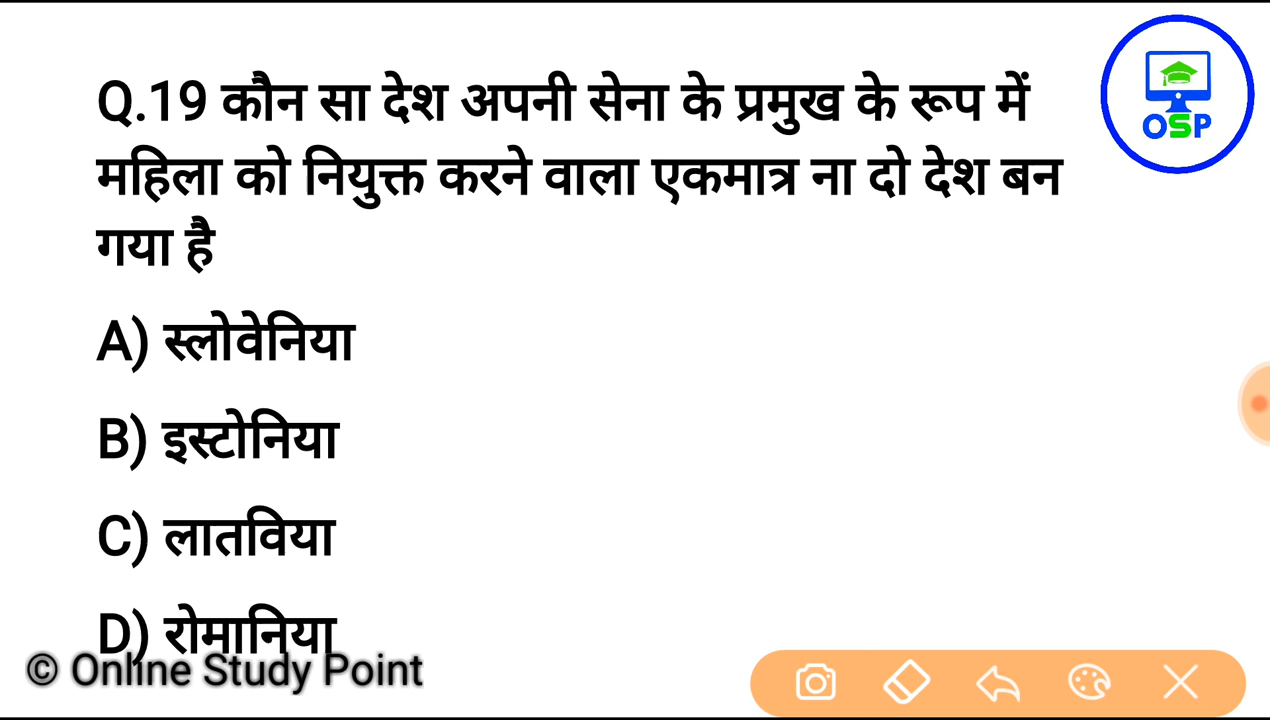 Q.19 कौन सा देश अपनी सेना के प्रमुख के रूप में
महिला को नियुक्त करने वाला एकमात्र ना दो देश बन
गया है
A) स्लोवेनिया
B) इस्टोनिया
C) लातविया
D) रोमानिया
© Online Study Point
OSP